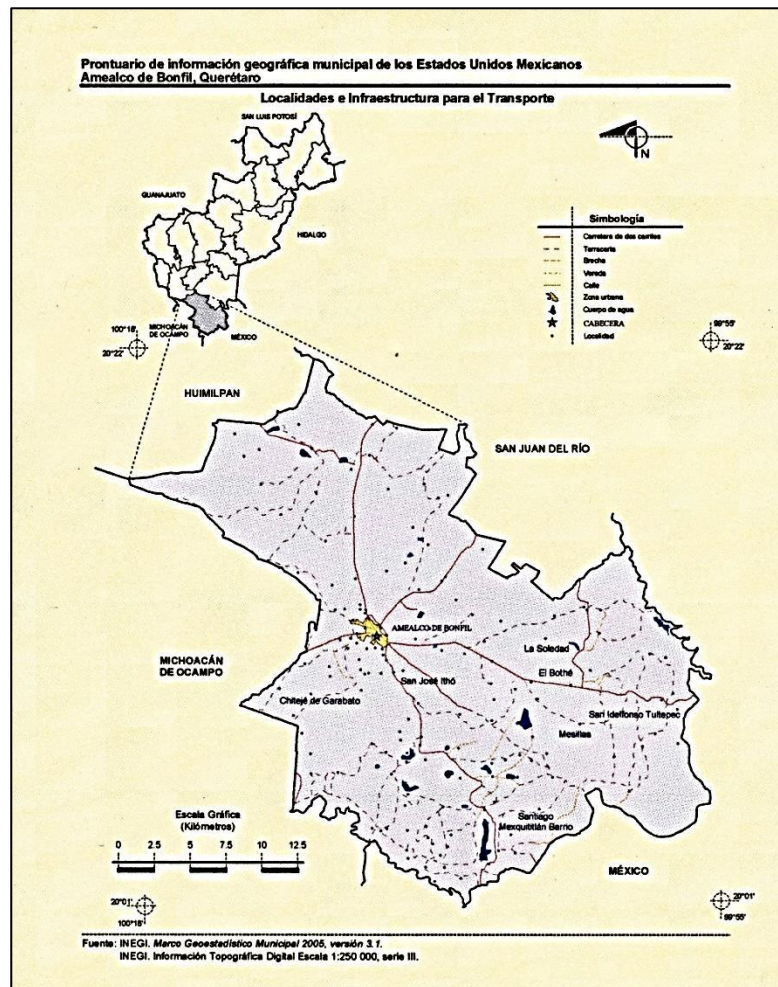 Prontuario de información geográfica municipal de los Estados Unidos Mexicanos
Amealco de Bonfil, Querétaro
Localidades e Infraestructura para el Transporte
SAN LUIS POTOSÍ
N
GUANAJUATO
HIDALGO
MICHOACÁN
DE OCAMPO
MÉXICO
Simbología
Carretera de dos carriles
Terracería
Brecha
Vereda
Calle
Zona urbana
Cuerpo de agua
CABECERA
Localidad
100°18'
20°22'
99°55'
20°22'
HUIMILPAN
SAN JUAN DEL RÍO
AMEALCO DE BONFIL
La Soledad
El Bothé
MICHOACÁN
DE OCAMPO
San José Ithó
Chitejé de Garabato
San Ildelfonso Tultepec
Mesillas
Escala Gráfica
(Kilómetros)
0 2.5 5 7.5 10 12.5
Santiago
Mexquititlán Barrio
MÉXICO
20°01'
100°18'
20°01'
99°55'
Fuente: INEGI. Marco Geoestadístico Municipal 2005, versión 3.1.
INEGI. Información Topográfica Digital Escala 1:250 000, serie III.